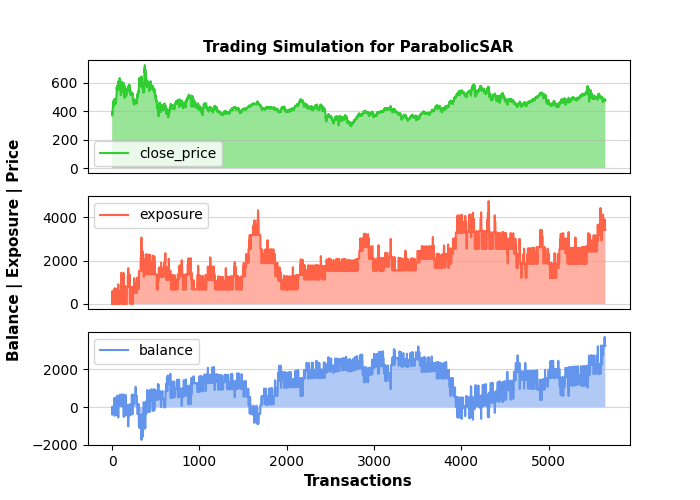 Trading Simulation for ParabolicSAR
Balance | Exposure | Price
600
400
200
0
close_price
4000
2000
0
exposure
2000
0
−2000
balance
0 1000 2000 3000 4000 5000
Transactions